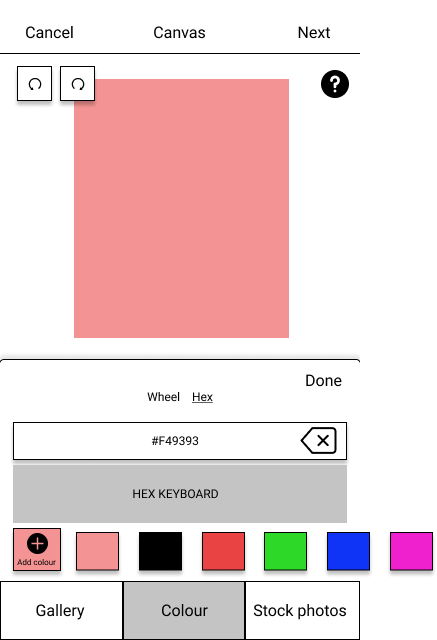 Cancel Canvas Next
?
Done
Wheel Hex
#F49393
HEX KEYBOARD
Add colour
Gallery Colour Stock photos